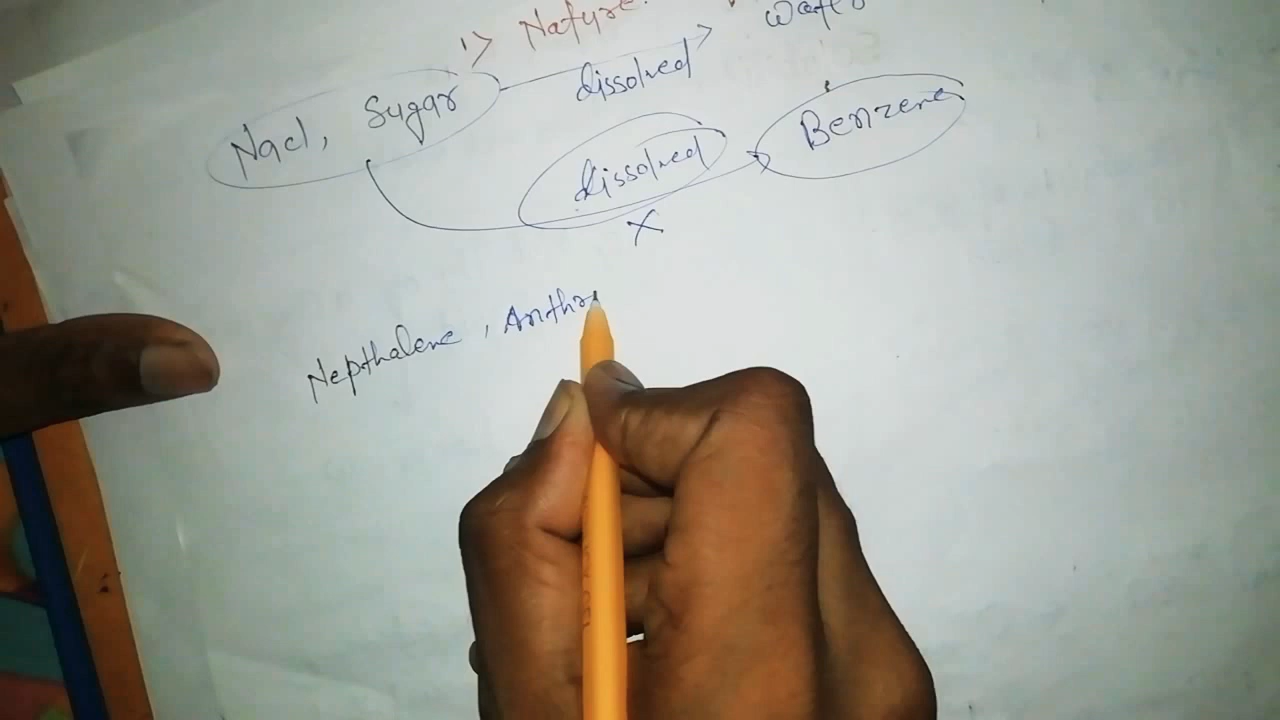 1> Nature.
water
dissolved
Nacl, Sugar
dissolved
Benzene
X
Nepthalene, Anthr